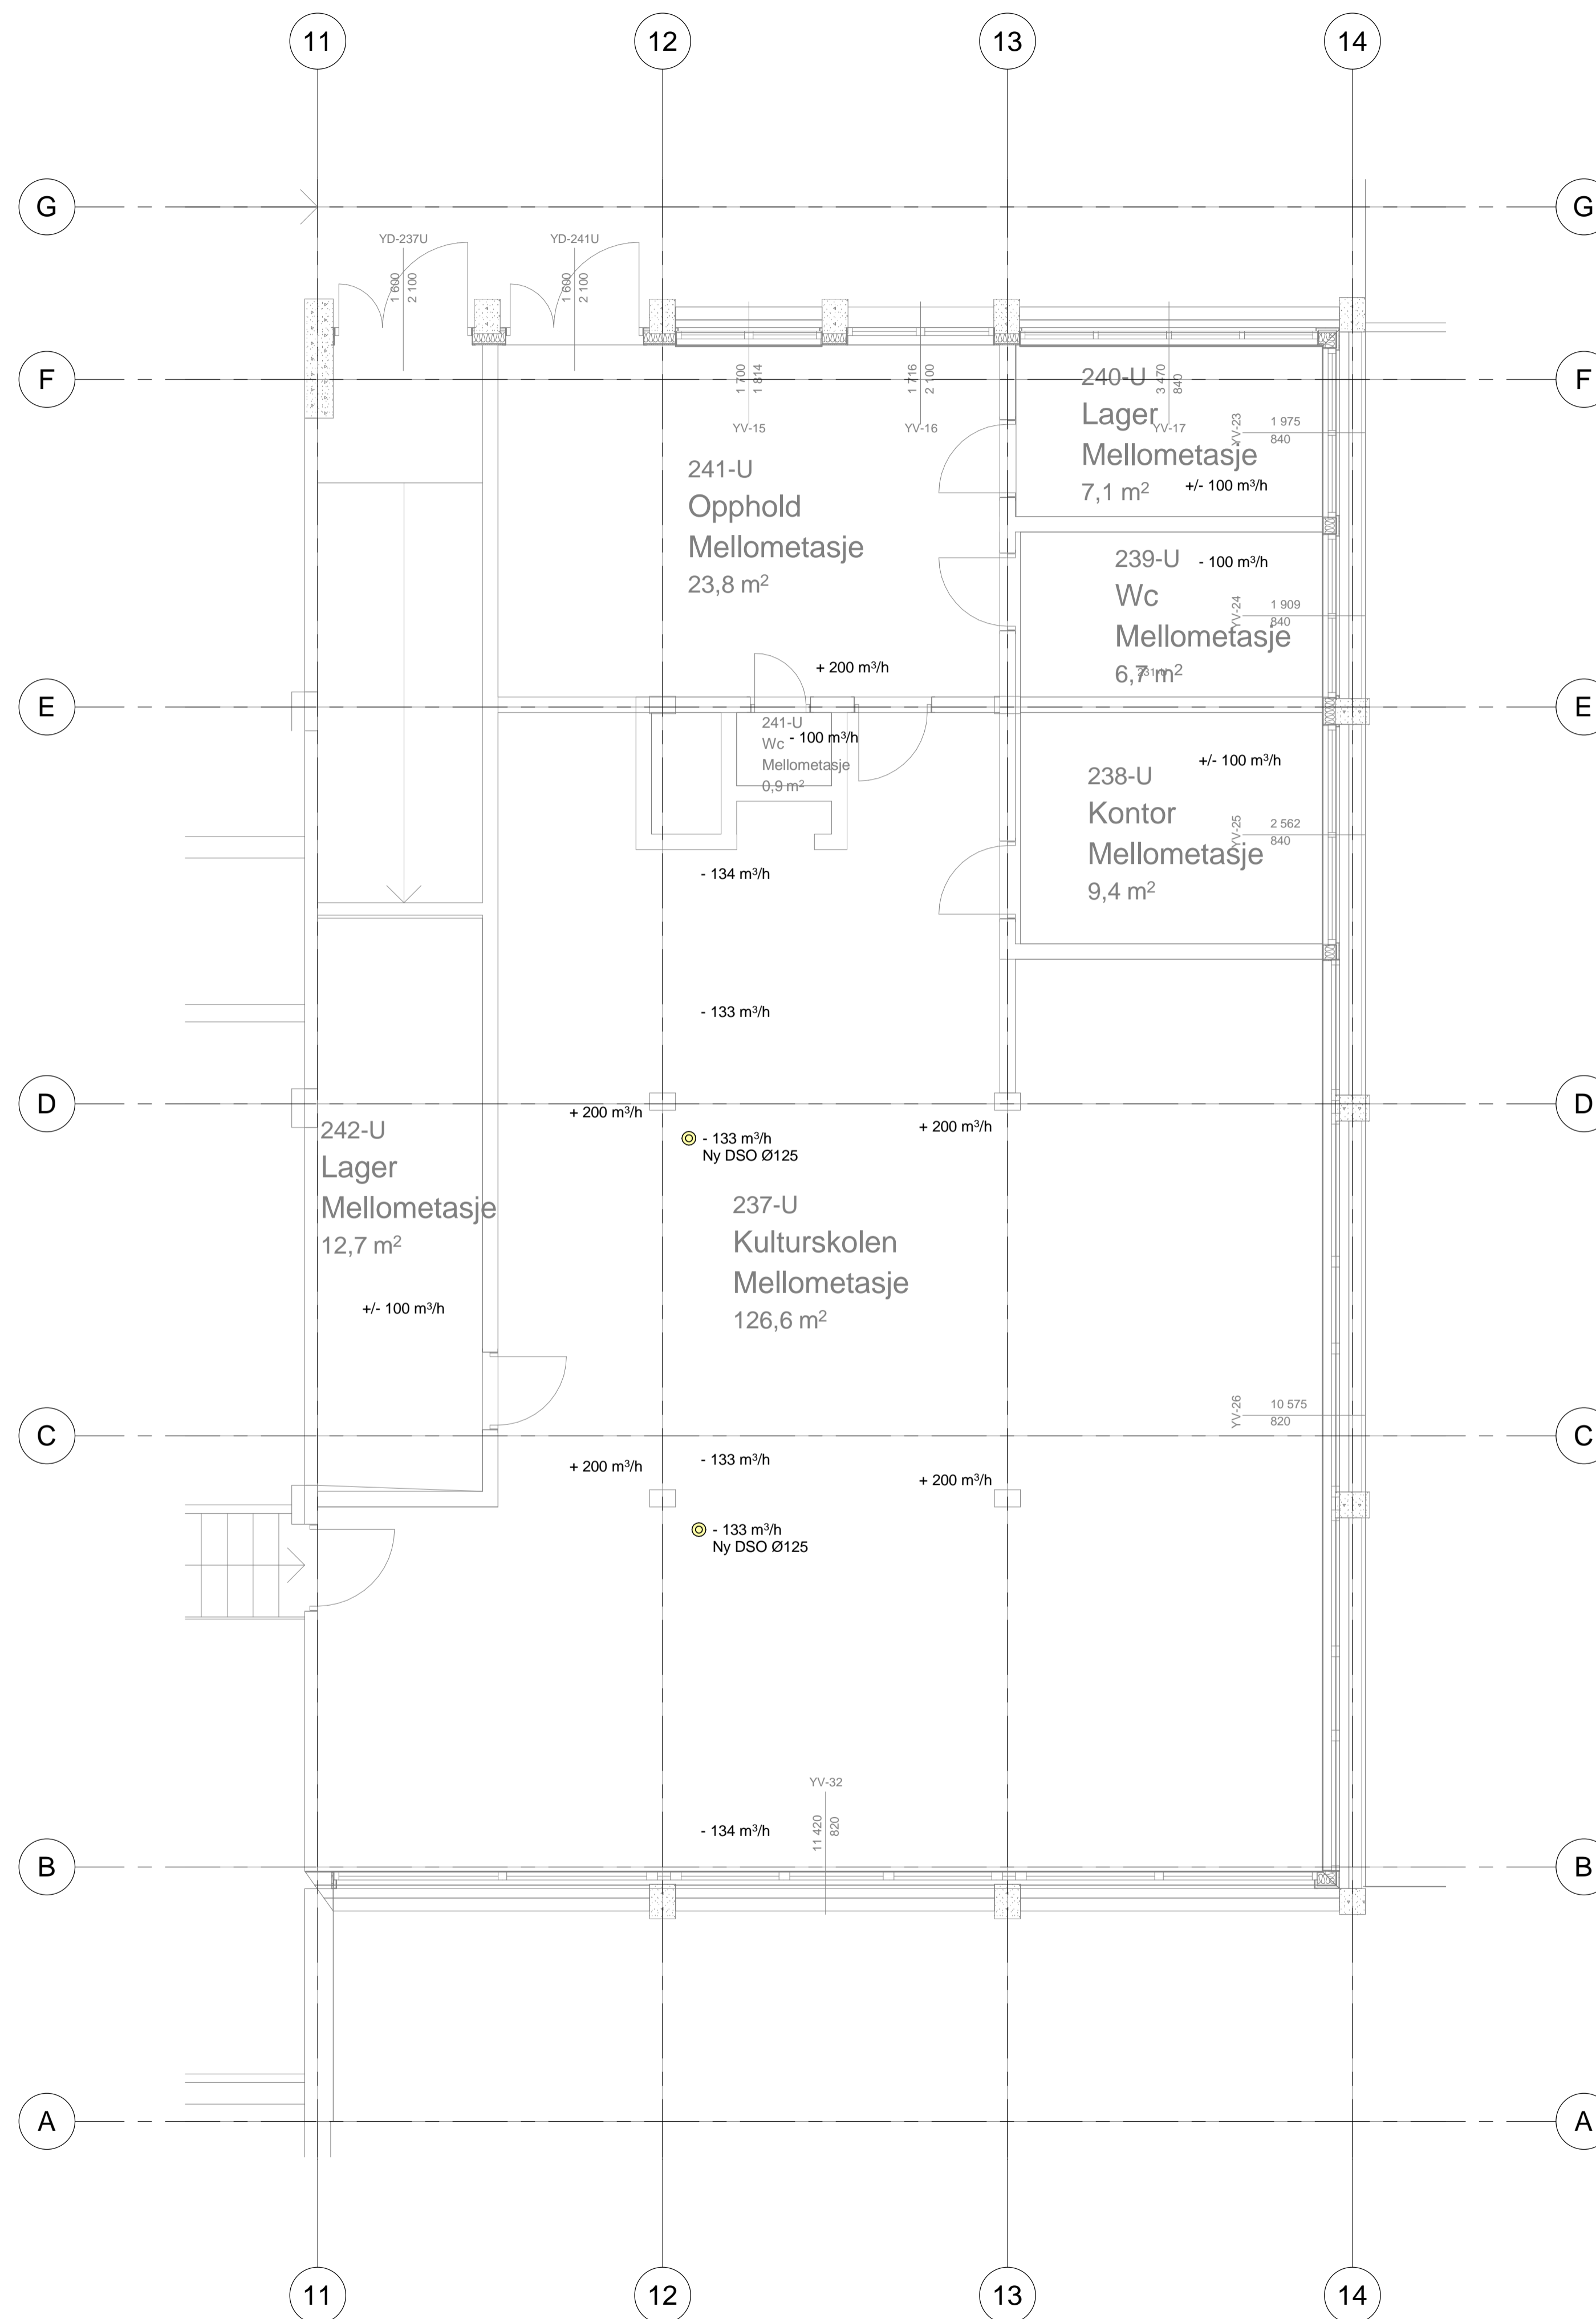 11
12
13
14
G
G
YD-237U
1 600
2 100
YD-241U
1 600
2 100
F
F
1 700
1 814
YV-15
1 716
2 100
YV-16
3 470
840
YV-17
240-U
Lager
Mellometasje
7,1 m²
+/- 100 m³/h
YV-23
1 975
840
241-U
Opphold
Mellometasje
23,8 m²
+ 200 m³/h
239-U
Wc
Mellometasje
6,7 m²
- 100 m³/h
YV-24
1 909
840
E
E
241-U
Wc
Mellometasje
0,9 m²
- 100 m³/h
238-U
Kontor
Mellometasje
9,4 m²
+/- 100 m³/h
YV-25
2 562
840
- 134 m³/h
- 133 m³/h
D
D
+ 200 m³/h
+ 200 m³/h
- 133 m³/h
Ny DSO Ø125
242-U
Lager
Mellometasje
12,7 m²
+/- 100 m³/h
237-U
Kulturskolen
Mellometasje
126,6 m²
YV-26
10 575
820
C
C
+ 200 m³/h
- 133 m³/h
+ 200 m³/h
- 133 m³/h
Ny DSO Ø125
YV-32
11 420
820
- 134 m³/h
B
B
A
A
11
12
13
14